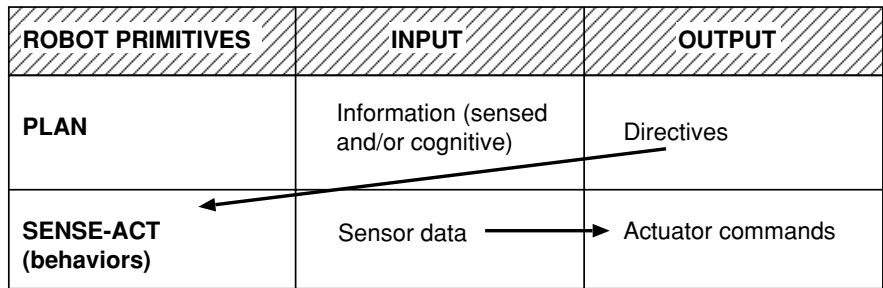 ROBOT PRIMITIVES INPUT OUTPUT
PLAN
Information (sensed
and/or cognitive)
Directives
SENSE-ACT
(behaviors)
Sensor data
Actuator commands